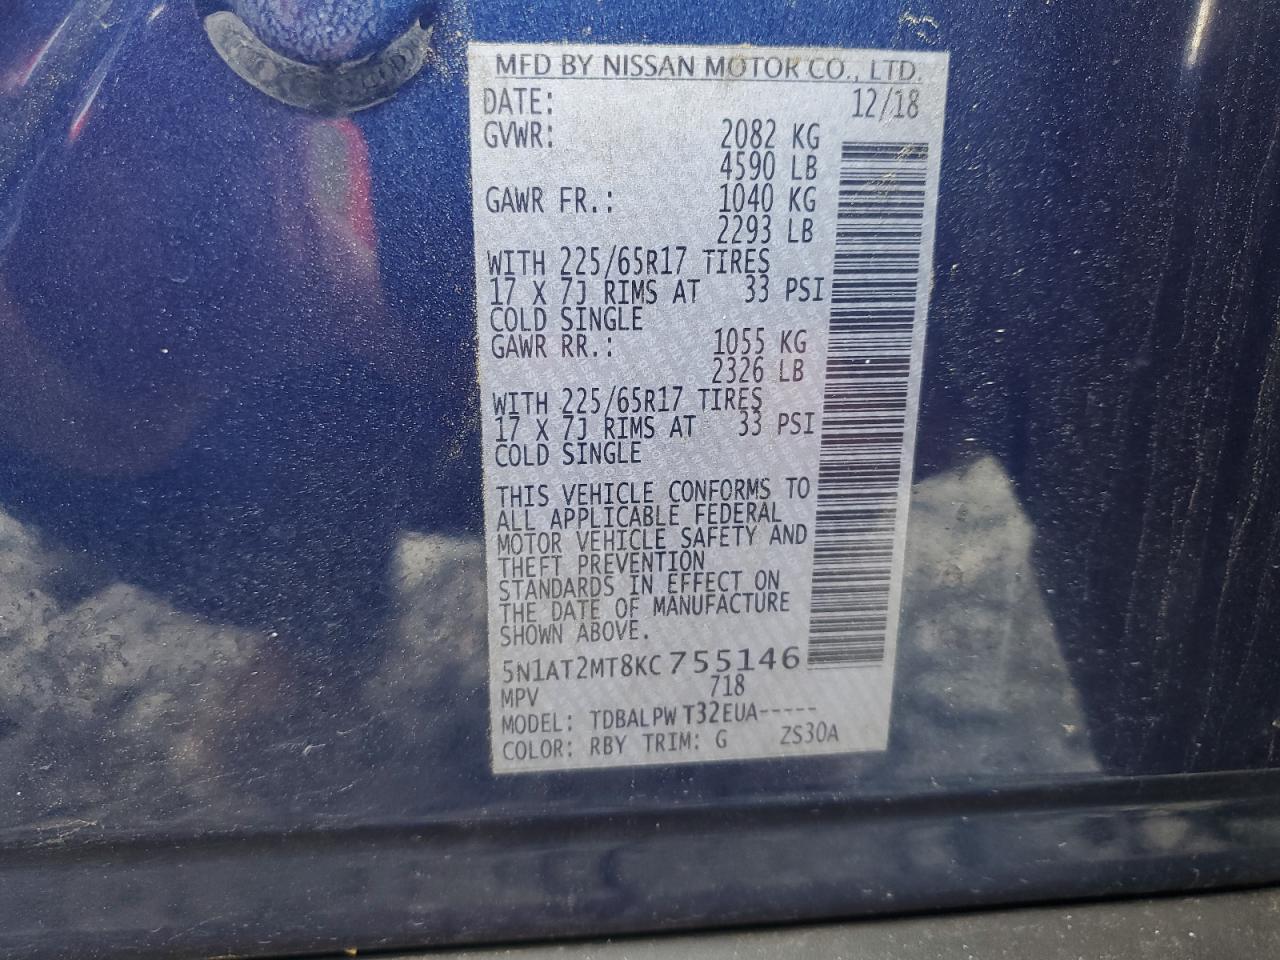 MFD BY NISSAN MOTOR CO., LTD.
DATE: 12/18
GVWR: 2082 KG
4590 LB
GAWR FR.: 1040 KG
2293 LB
WITH 225/65R17 TIRES
17 X 7J RIMS AT 33 PSI
COLD SINGLE
GAWR RR.: 1055 KG
2326 LB
WITH 225/65R17 TIRES
17 X 7J RIMS AT 33 PSI
COLD SINGLE
THIS VEHICLE CONFORMS TO
ALL APPLICABLE FEDERAL
MOTOR VEHICLE SAFETY AND
THEFT PREVENTION
STANDARDS IN EFFECT ON
THE DATE OF MANUFACTURE
SHOWN ABOVE.
5N1AT2MT8KC755146
MPV 718
MODEL: TDBALPW T32EUA-----
COLOR: RBY TRIM: G ZS30A